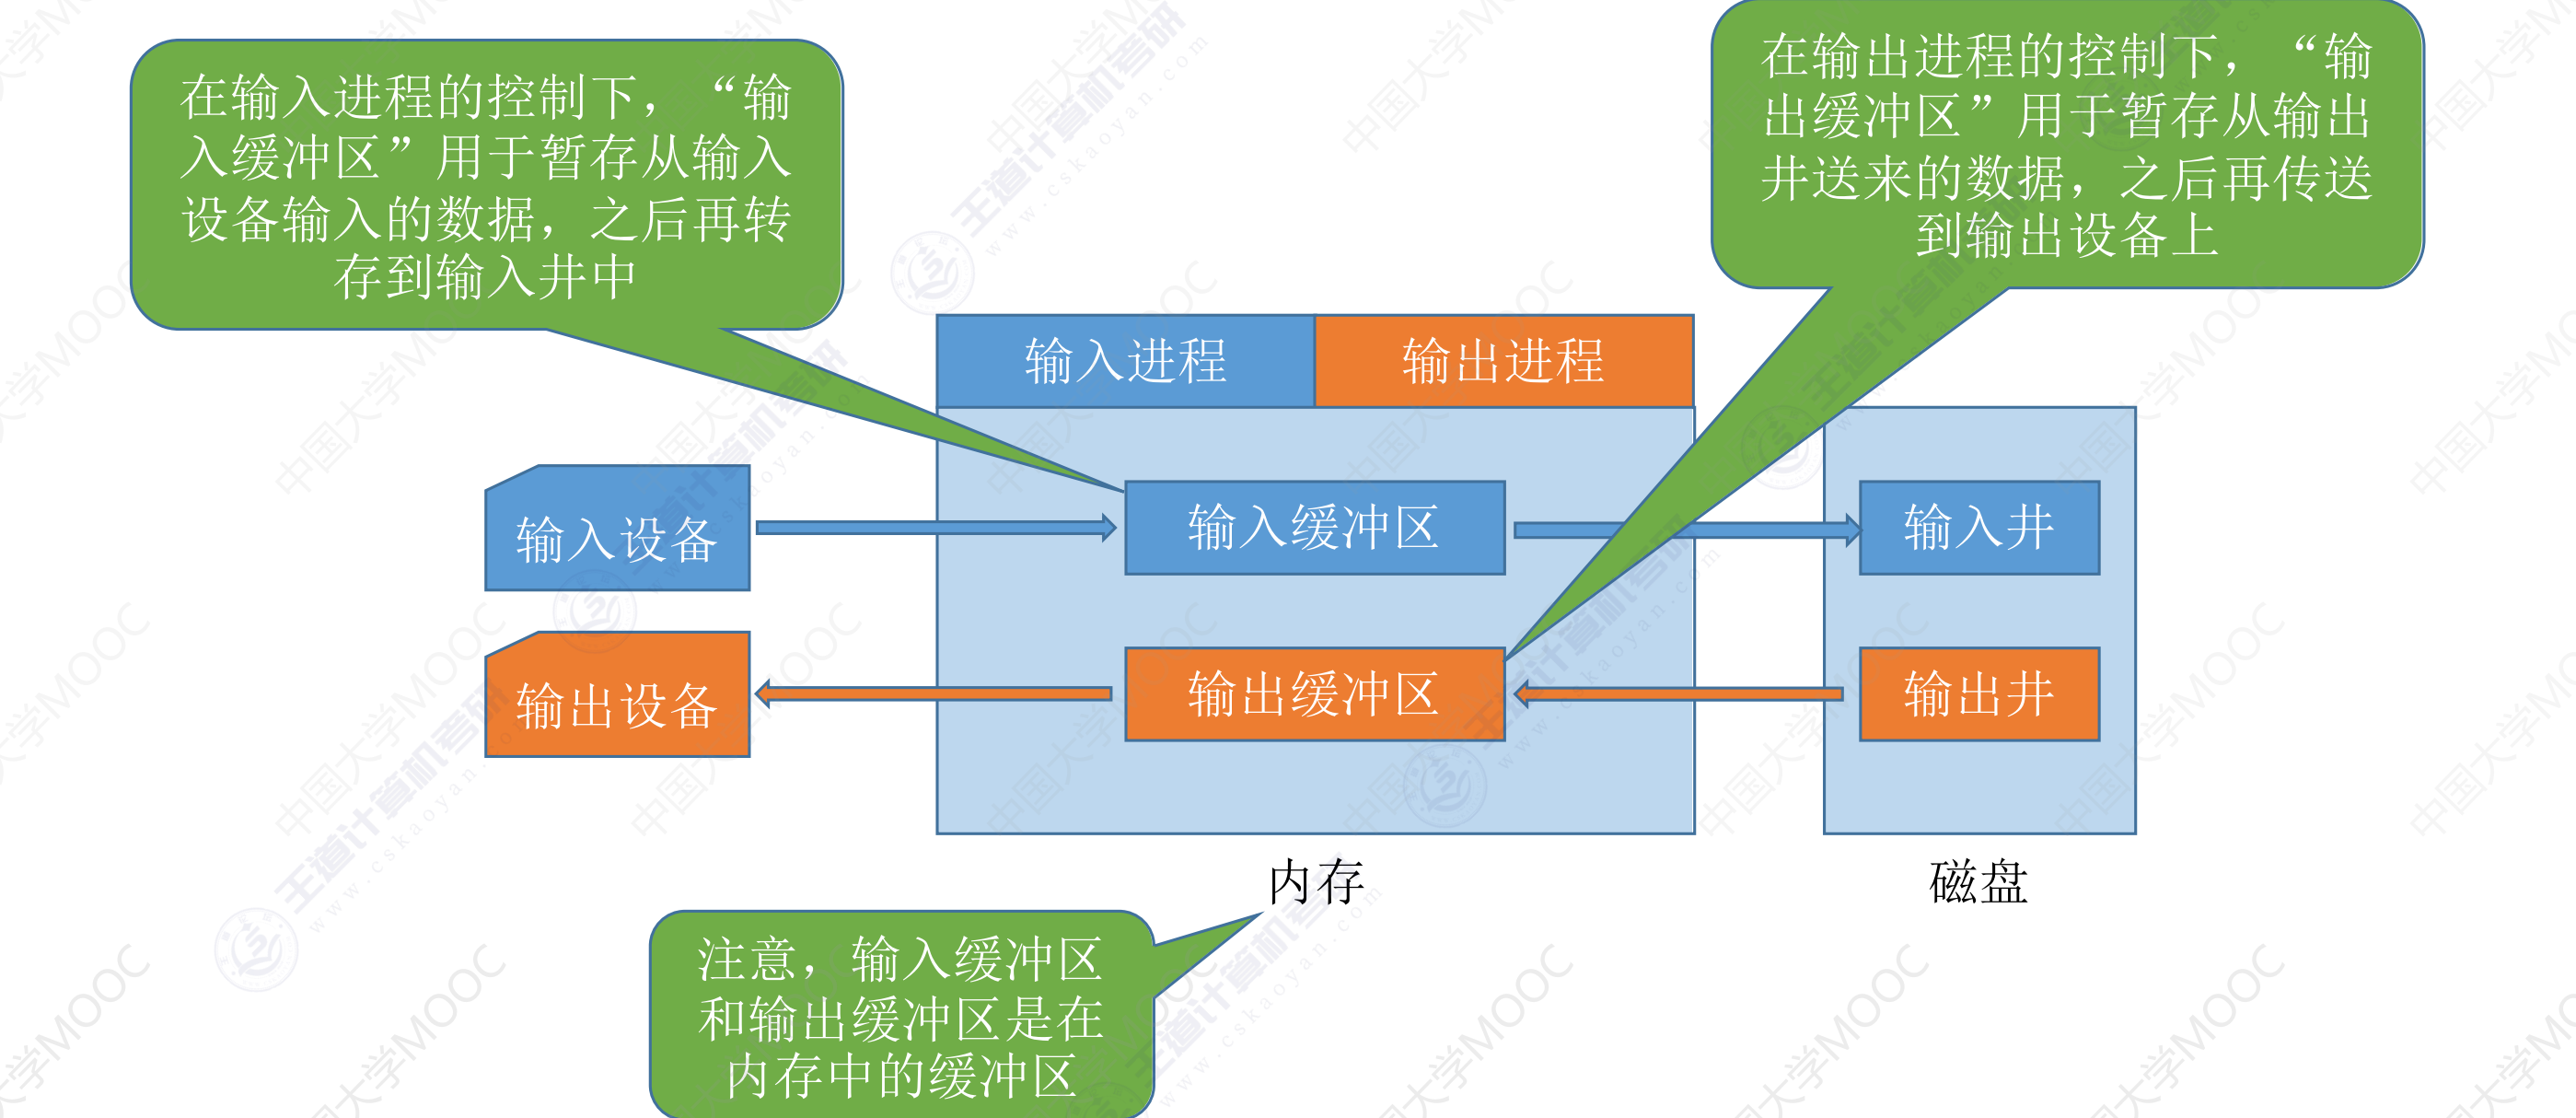 在输入进程的控制下，“输
入缓冲区”用于暂存从输入
设备输入的数据，之后再转
存到输入井中
在输出进程的控制下，“输
出缓冲区”用于暂存从输出
井送来的数据，之后再传送
到输出设备上
输入进程
输出进程
输入设备
输入缓冲区
输入井
输出设备
输出缓冲区
输出井
内存
磁盘
注意，输入缓冲区
和输出缓冲区是在
内存中的缓冲区
中国大学MOOC
王道计算机考研
www.cskaoyan.com